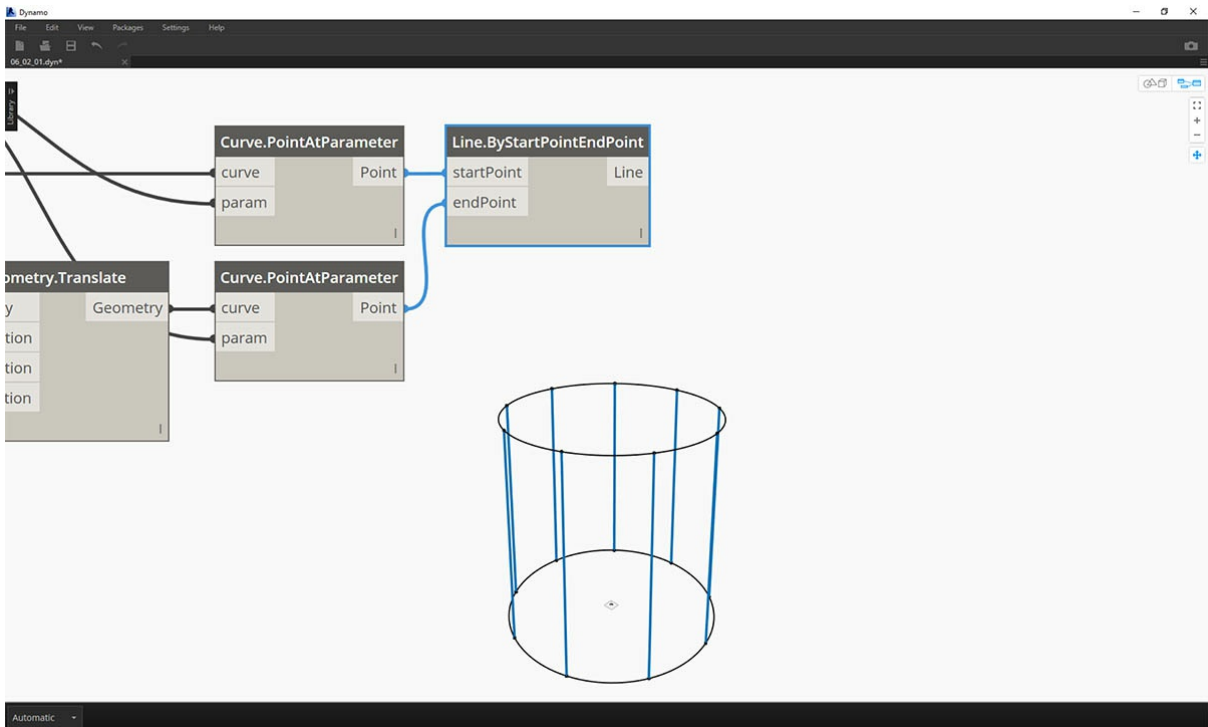 Dynamo
File Edit View Packages Settings Help
06_02_01.dyn*
Library
Curve.PointAtParameter
curve Point
param
Line.ByStartPointEndPoint
startPoint Line
endPoint
ometry.Translate
y Geometry
tion
tion
tion
Curve.PointAtParameter
curve Point
param
Automatic